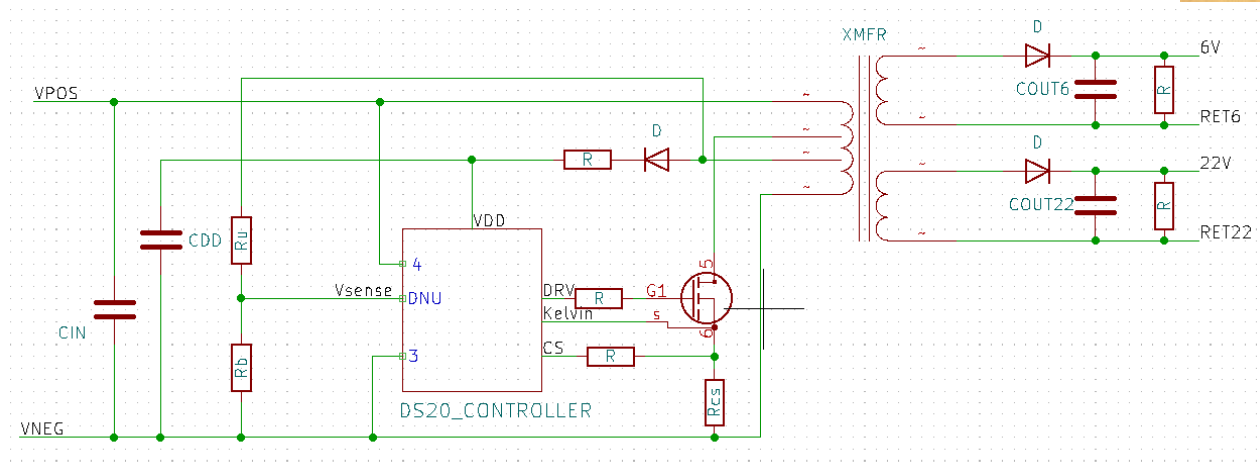 XMFR
D
6V
COUT6
R
RET6
VPOS
~
~
~
~
~
~
~
~
D
R
D
22V
COUT22
R
RET22
VDD
CDD
Ru
4
Vsense
DNU
DRV
R
G1
5
Kelvin
s
6
CIN
3
CS
R
Rb
Rcs
DS20_CONTROLLER
VNEG